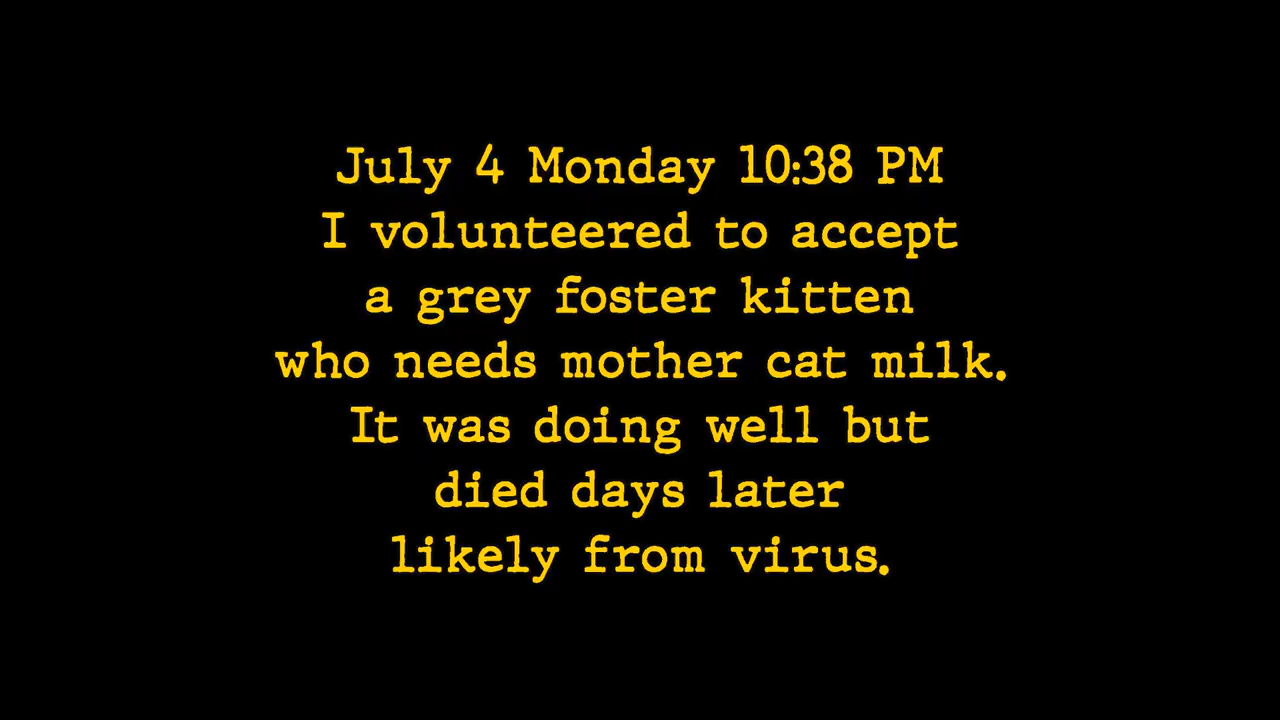 July 4 Monday 10:38 PM
I volunteered to accept
a grey foster kitten
who needs mother cat milk.
It was doing well but
died days later
likely from virus.